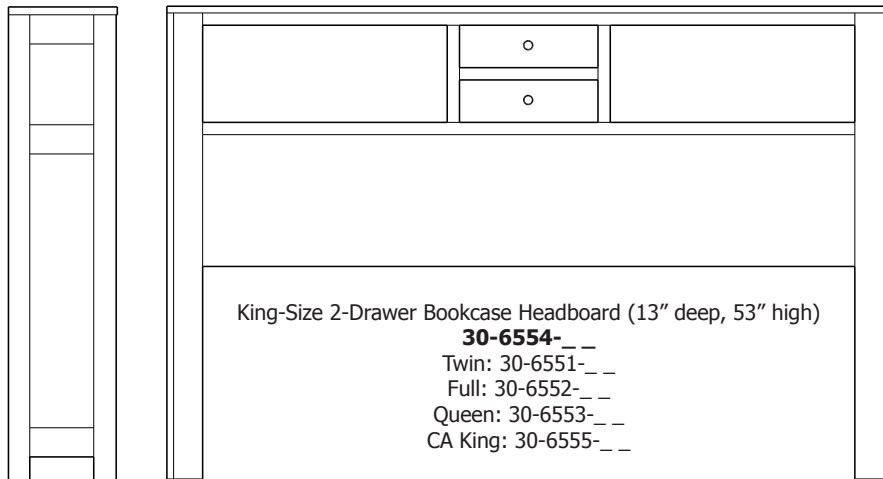 King-Size 2-Drawer Bookcase Headboard (13” deep, 53” high)
30-6554-_ _
Twin: 30-6551-_ _
Full: 30-6552-_ _
Queen: 30-6553-_ _
CA King: 30-6555-_ _